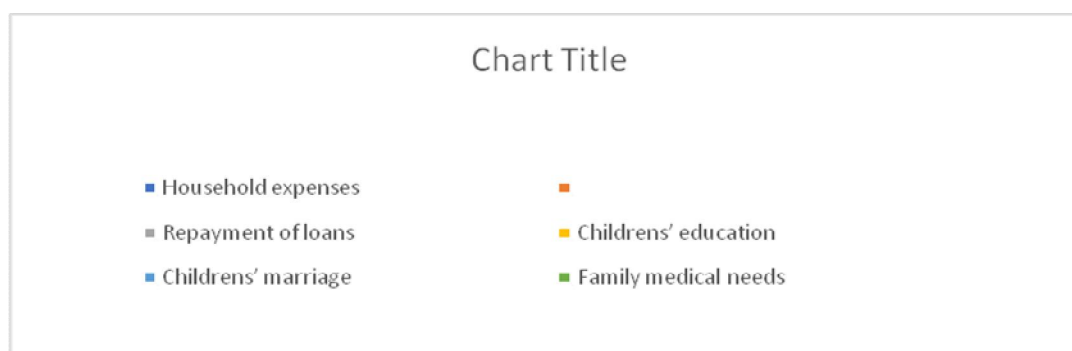 Chart Title
Household expenses
Repayment of loans
Childrens’ education
Childrens’ marriage
Family medical needs